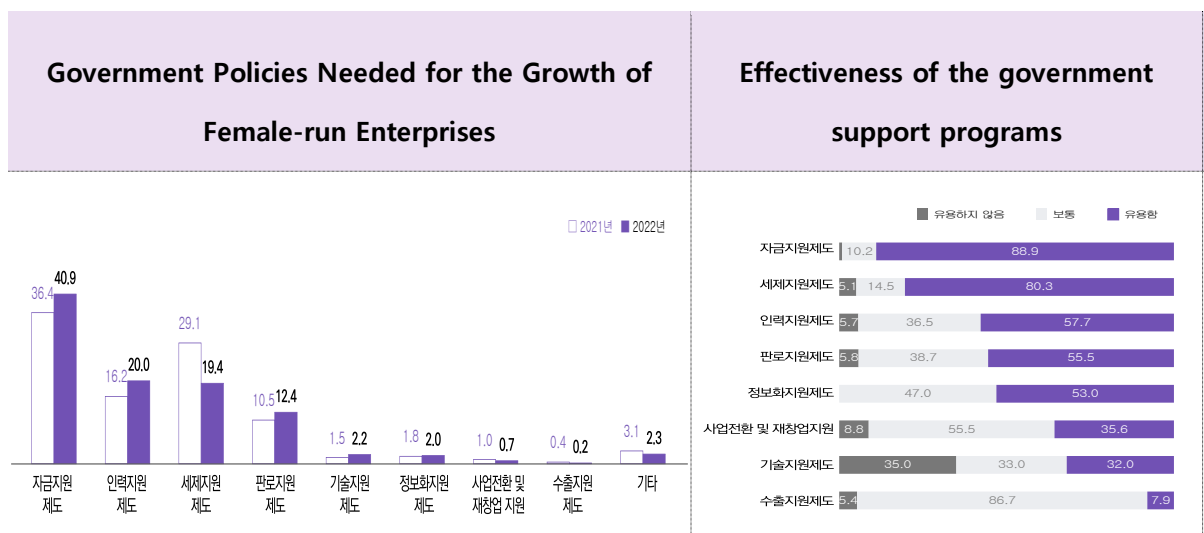 Government Policies Needed for the Growth of
Female-run Enterprises
Effectiveness of the government
support programs
2021년 2022년
36.4 40.9
16.2 20.0
29.1 19.4
10.5 12.4
1.5 2.2
1.8 2.0
1.0 0.7
0.4 0.2
3.1 2.3
자금지원
제도
인력지원
제도
세제지원
제도
판로지원
제도
기술지원
제도
정보화지원
제도
사업전환 및
재창업 지원
수출지원
제도
기타
유용하지 않음 보통 유용함
자금지원제도 10.2 88.9
세제지원제도 5.1 14.5 80.3
인력지원제도 5.7 36.5 57.7
판로지원제도 5.8 38.7 55.5
정보화지원제도 47.0 53.0
사업전환 및 재창업지원 8.8 55.5 35.6
기술지원제도 35.0 33.0 32.0
수출지원제도 5.4 86.7 7.9